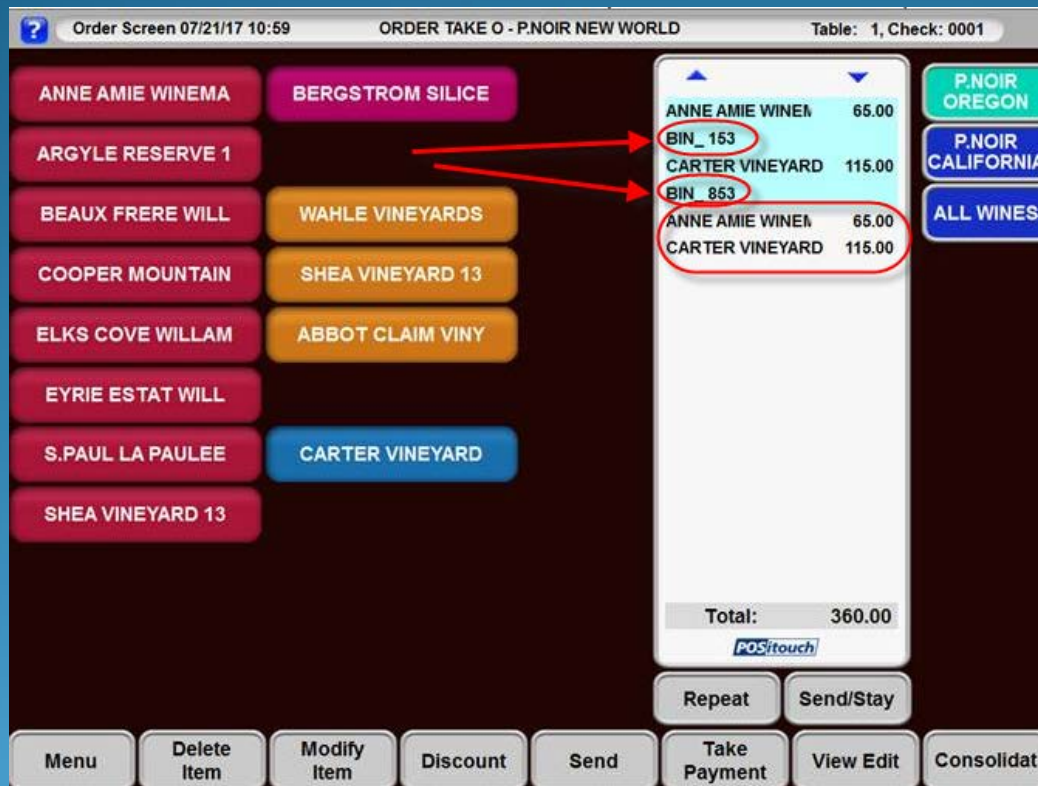 ? Order Screen 07/21/17 10:59 ORDER TAKE O - P.NOIR NEW WORLD Table: 1, Check: 0001
ANNE AMIE WINEMA
BERGSTROM SILICE
ARGYLE RESERVE 1
BEAUX FRERE WILL
WAHLE VINEYARDS
COOPER MOUNTAIN
SHEA VINEYARD 13
ELKS COVE WILLAM
ABBOT CLAIM VINY
EYRIE ESTAT WILL
S.PAUL LA PAULEE
CARTER VINEYARD
SHEA VINEYARD 13
ANNE AMIE WINEM 65.00
BIN_ 153
CARTER VINEYARD 115.00
BIN_ 853
ANNE AMIE WINEM 65.00
CARTER VINEYARD 115.00
Total: 360.00
POSitouch
P.NOIR
OREGON
P.NOIR
CALIFORNIA
ALL WINES
Repeat
Send/Stay
Menu
Delete
Item
Modify
Item
Discount
Send
Take
Payment
View Edit
Consolidat